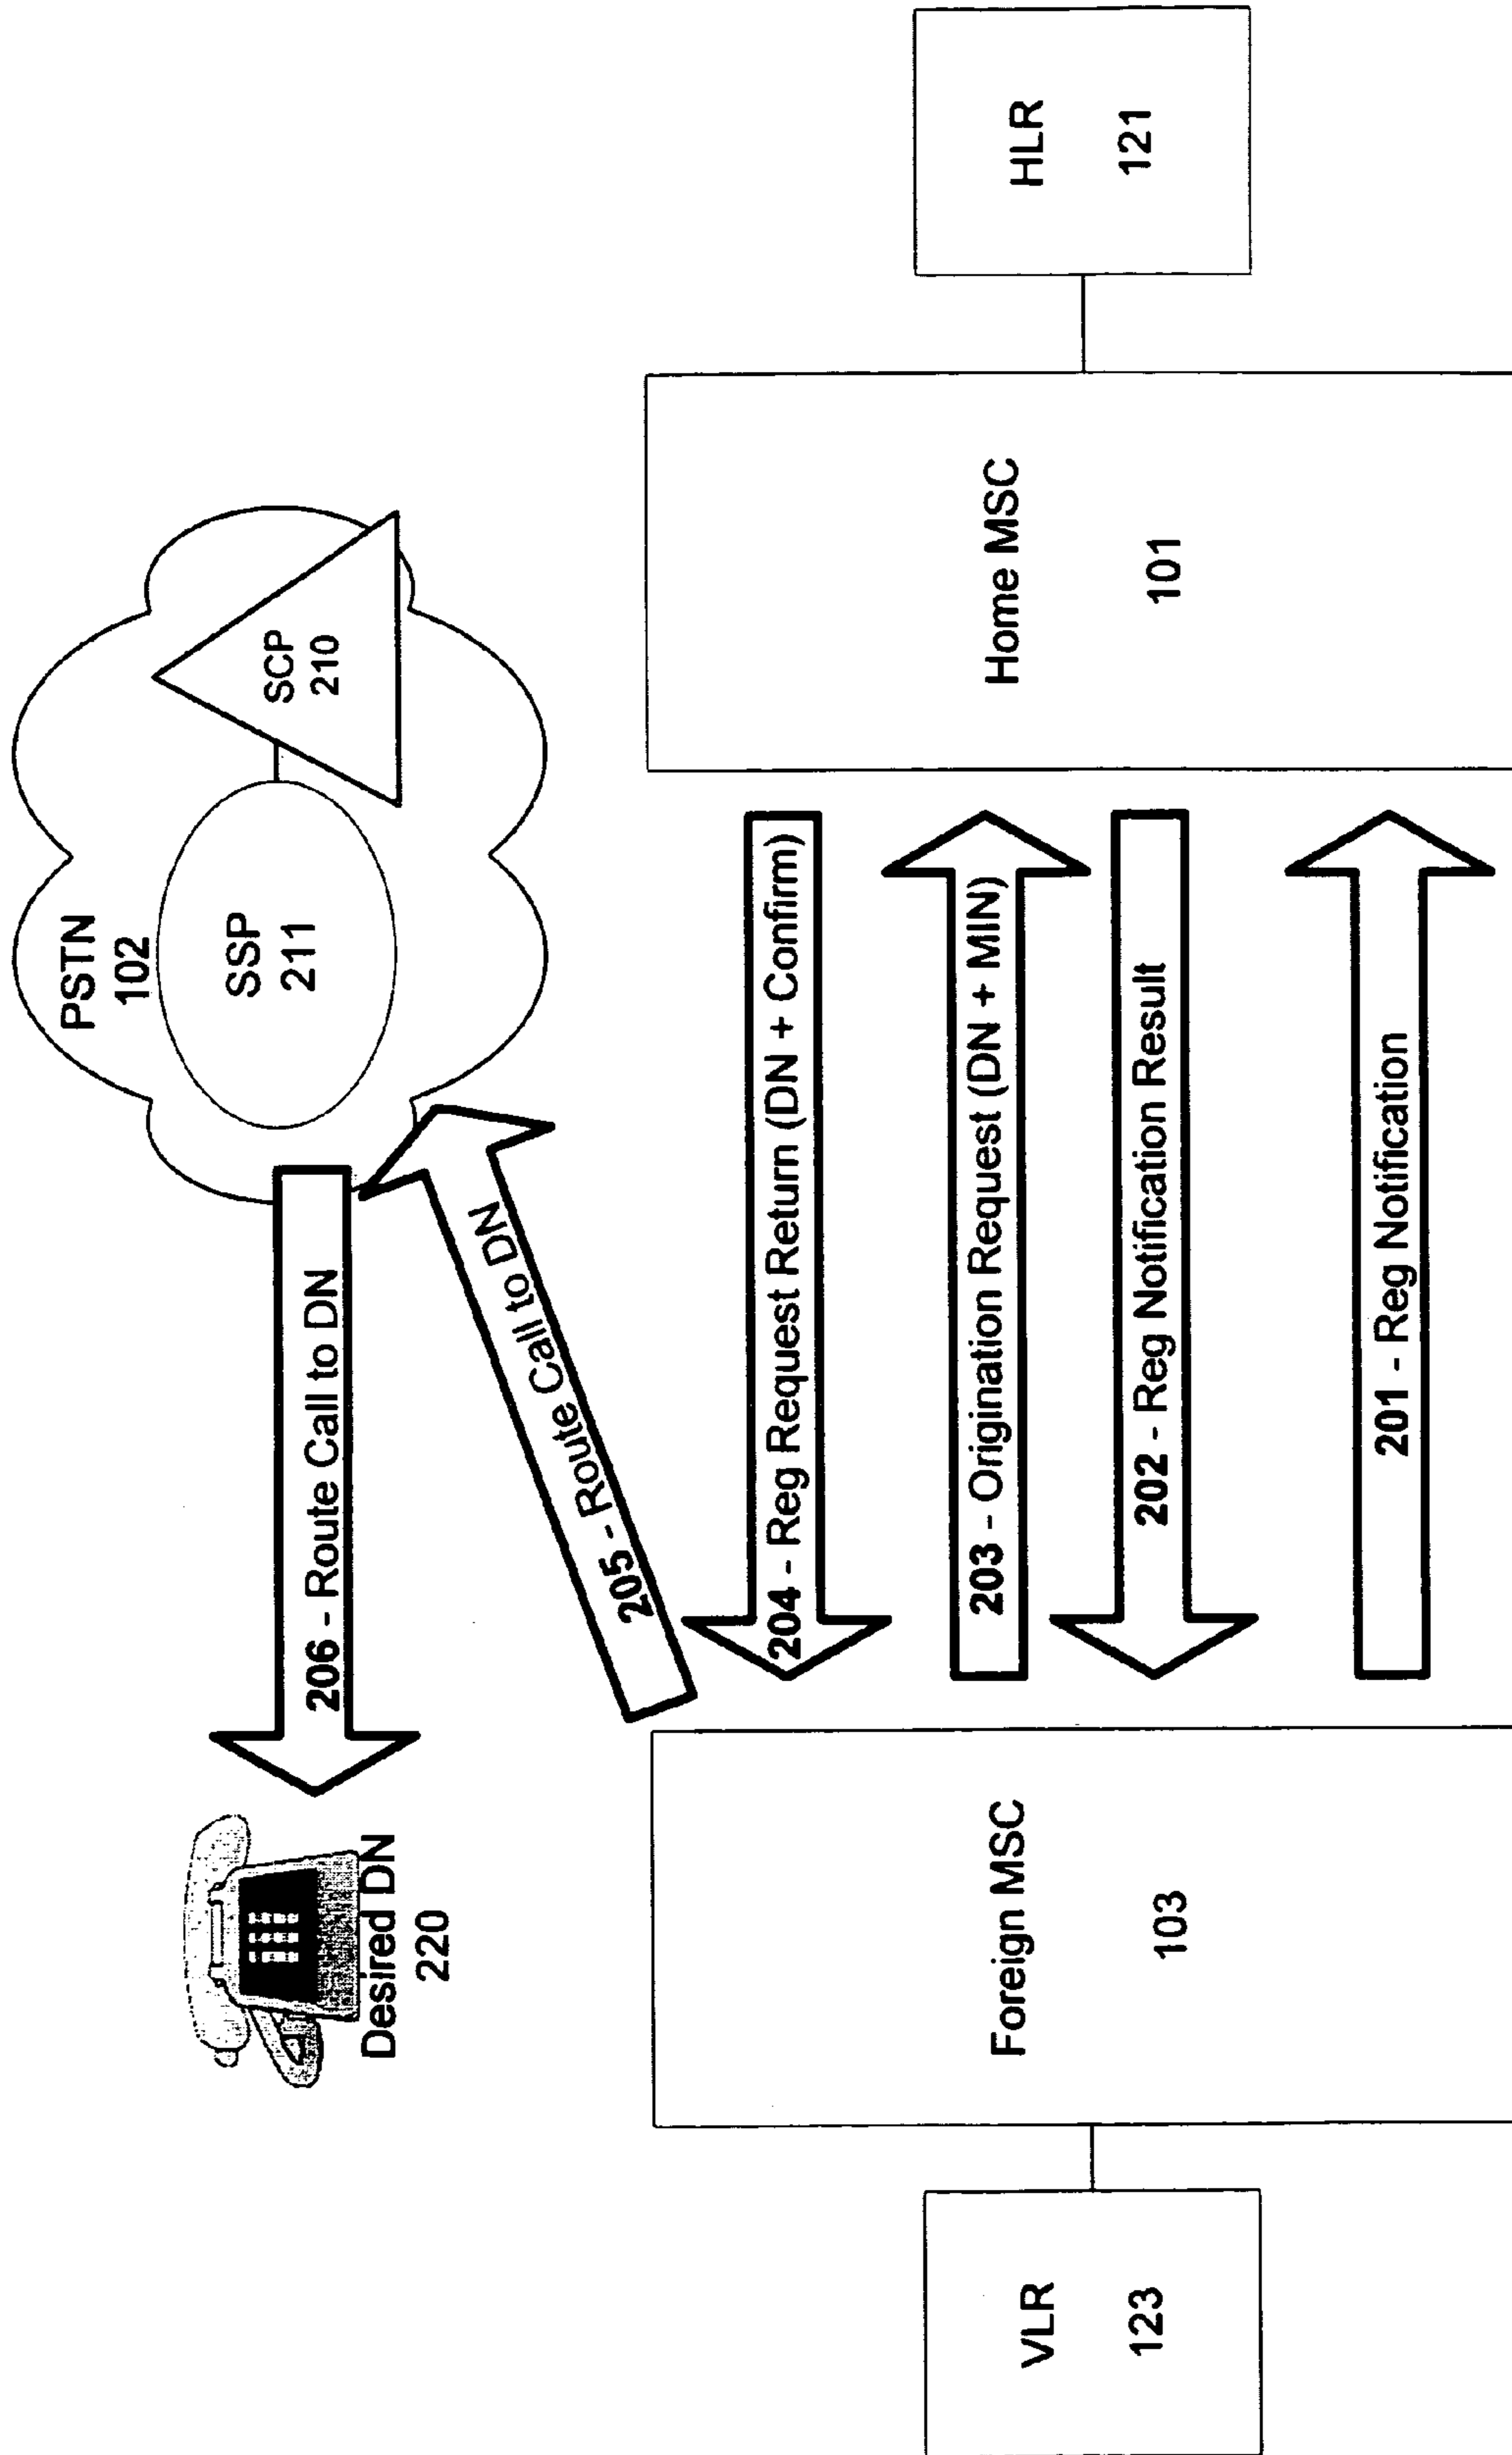 PSTN
102
SSP
211
SCP
210
206 - Route Call to DN
Desired DN
220
205 - Route Call to DN
204 - Reg Request Return (DN + Confirm)
203 - Origination Request (DN + MIN)
202 - Reg Notification Result
201 - Reg Notification
VLR
123
Foreign MSC
103
Home MSC
101
HLR
121